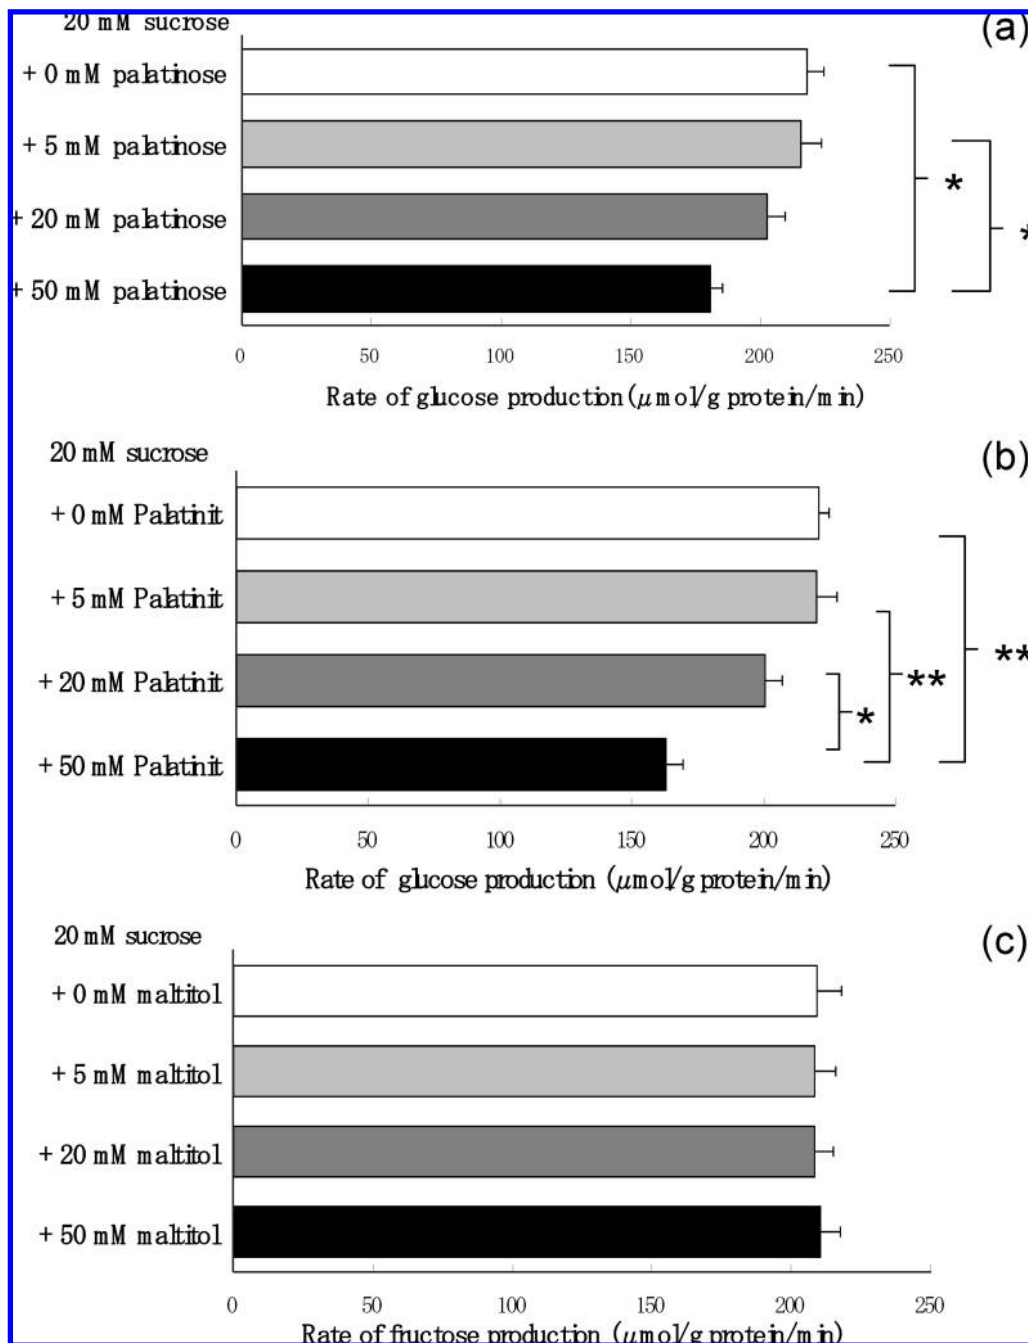 20 mM sucrose
(a)
+ 0 mM palatinose
+ 5 mM palatinose
*
+ 20 mM palatinose
*
+ 50 mM palatinose
0 50 100 150 200 250
Rate of glucose production (μmol/g protein/min)
20 mM sucrose
(b)
+ 0 mM Palatinit
+ 5 mM Palatinit
**
+ 20 mM Palatinit
**
*
+ 50 mM Palatinit
0 50 100 150 200 250
Rate of glucose production (μmol/g protein/min)
20 mM sucrose
(c)
+ 0 mM maltitol
+ 5 mM maltitol
+ 20 mM maltitol
+ 50 mM maltitol
0 50 100 150 200 250
Rate of fructose production (μmol/g protein/min)